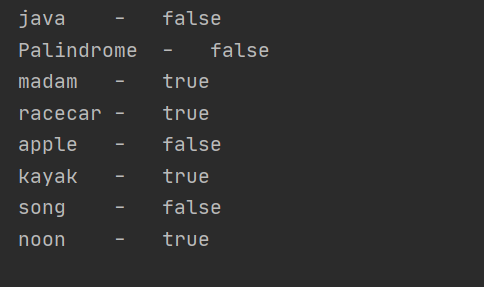 java    -   false
Palindrome  -   false
madam   -   true
racecar -   true
apple   -   false
kayak   -   true
song    -   false
noon    -   true